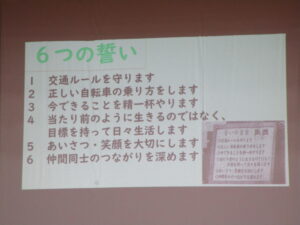 6つの誓い
1 交通ルールを守ります
2 正しい自転車の乗り方をします
3 今できることを精一杯やります
4 当たり前のように生きるのではなく、
目標を持って日々生活します
5 あいさつ・笑顔を大切にします
6 仲間同士のつながりを深めます